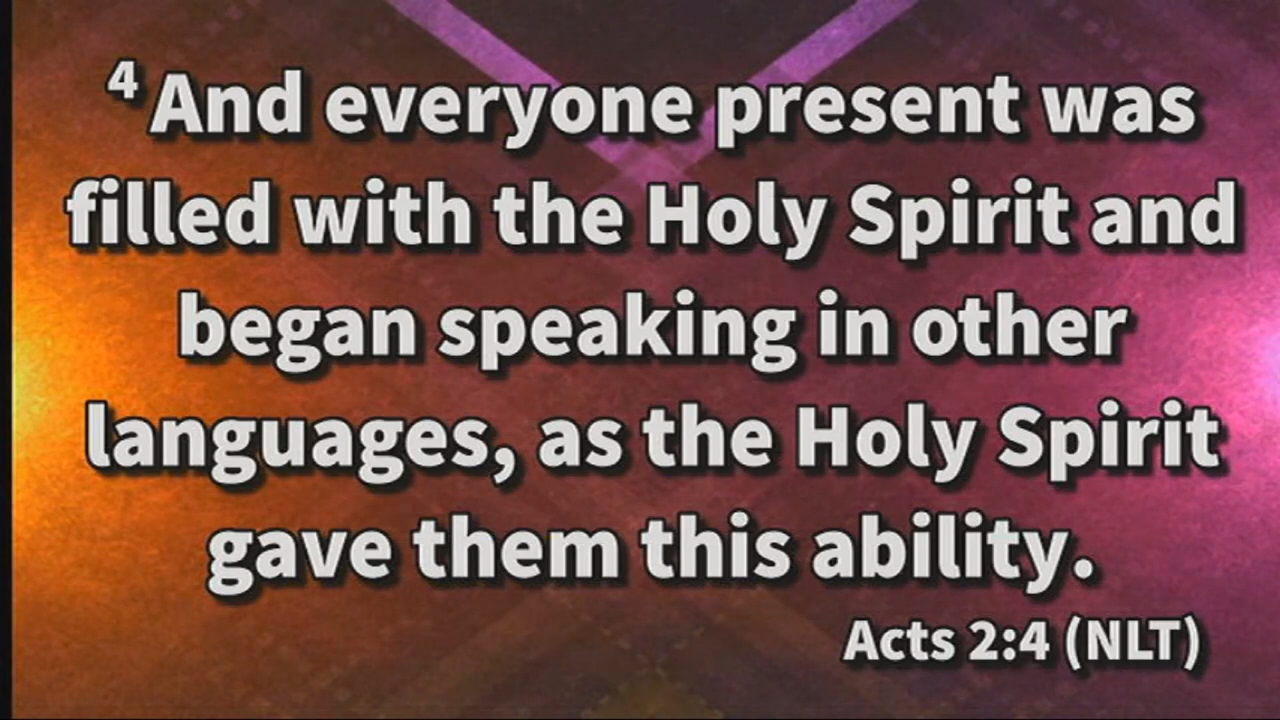 ⁴ And everyone present was
filled with the Holy Spirit and
began speaking in other
languages, as the Holy Spirit
gave them this ability.
Acts 2:4 (NLT)